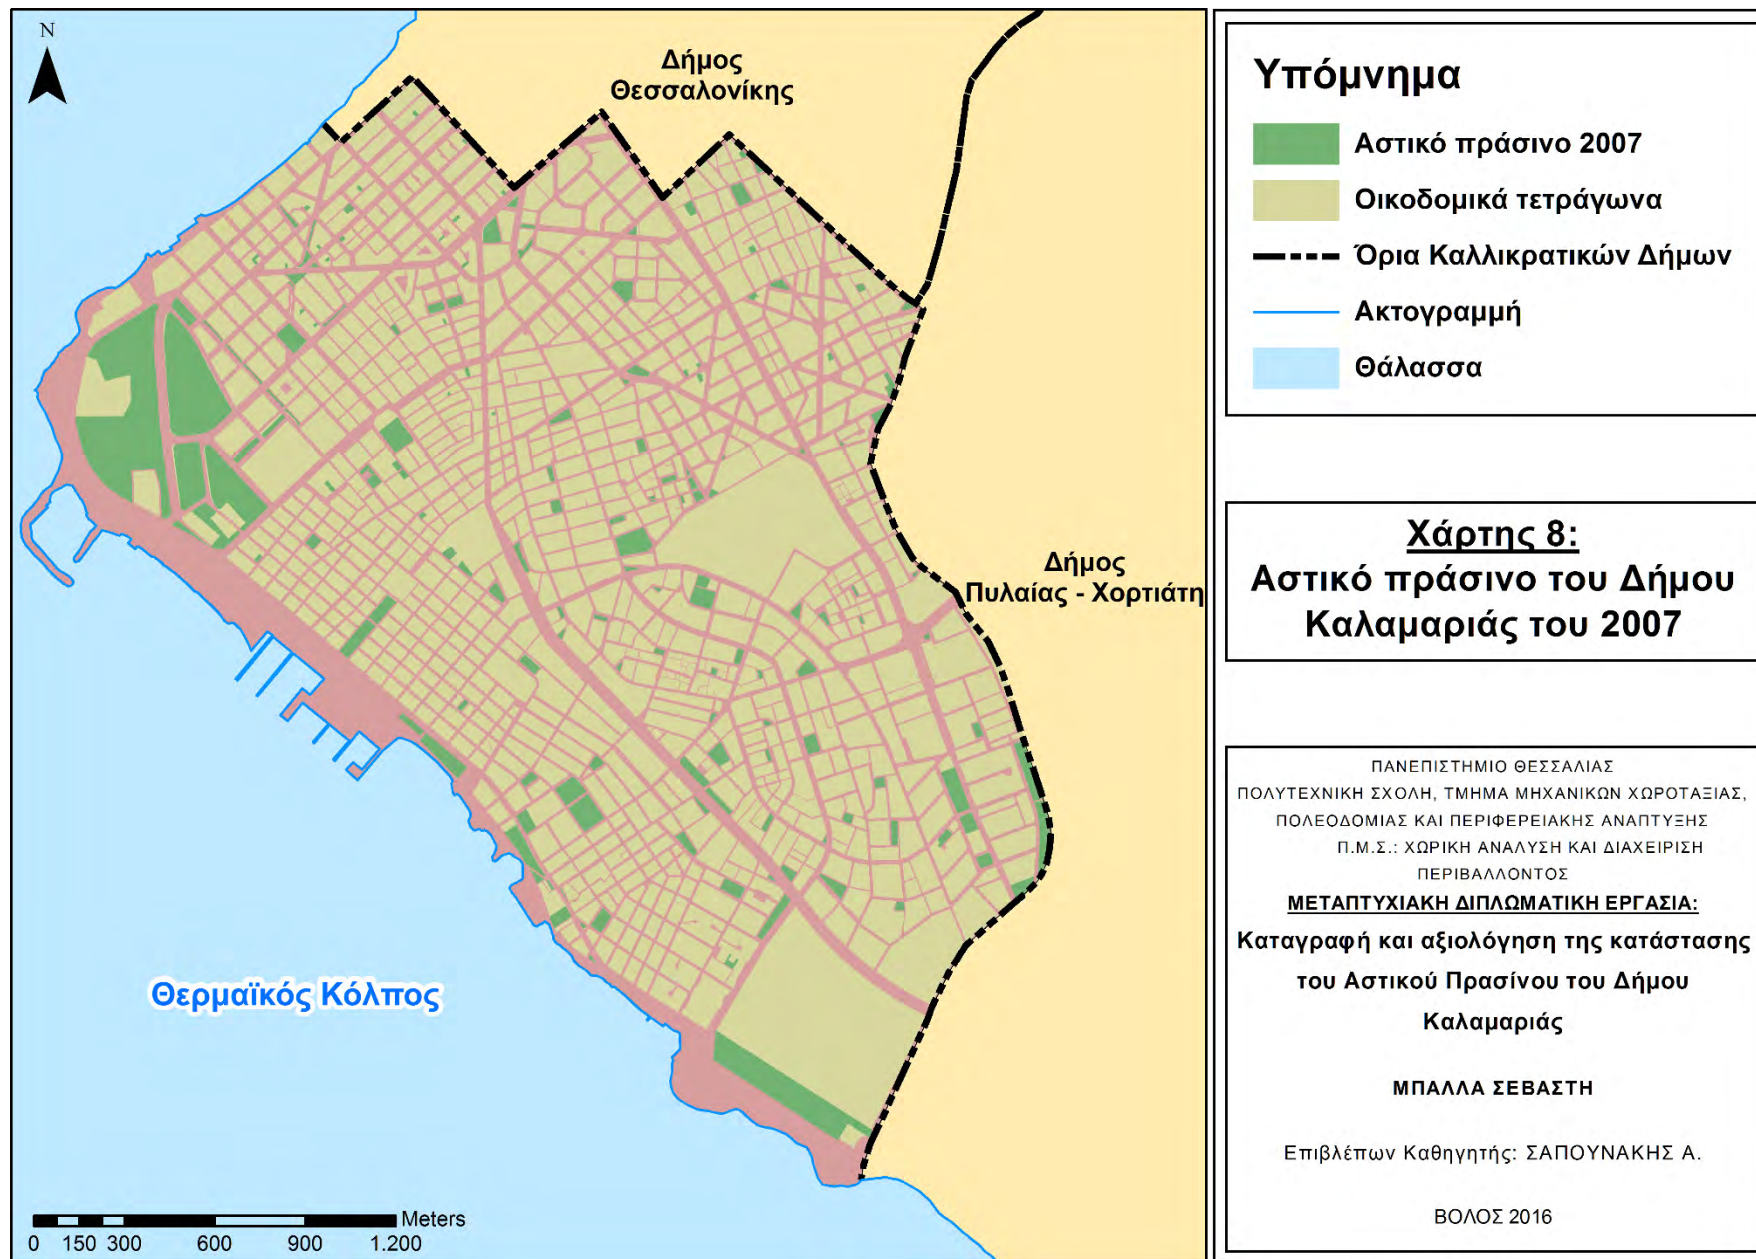 N
Δήμος
Θεσσαλονίκης
Δήμος
Πυλαίας - Χορτιάτη
Θερμαϊκός Κόλπος
Meters
0 150 300 600 900 1.200
Υπόμνημα
Αστικό πράσινο 2007
Οικοδομικά τετράγωνα
Όρια Καλλικρατικών Δήμων
Ακτογραμμή
Θάλασσα
Χάρτης 8:
Αστικό πράσινο του Δήμου
Καλαμαριάς του 2007
ΠΑΝΕΠΙΣΤΗΜΙΟ ΘΕΣΣΑΛΙΑΣ
ΠΟΛΥΤΕΧΝΙΚΗ ΣΧΟΛΗ, ΤΜΗΜΑ ΜΗΧΑΝΙΚΩΝ ΧΩΡΟΤΑΞΙΑΣ,
ΠΟΛΕΟΔΟΜΙΑΣ ΚΑΙ ΠΕΡΙΦΕΡΕΙΑΚΗΣ ΑΝΑΠΤΥΞΗΣ
Π.Μ.Σ.: ΧΩΡΙΚΗ ΑΝΑΛΥΣΗ ΚΑΙ ΔΙΑΧΕΙΡΙΣΗ
ΠΕΡΙΒΑΛΛΟΝΤΟΣ
ΜΕΤΑΠΤΥΧΙΑΚΗ ΔΙΠΛΩΜΑΤΙΚΗ ΕΡΓΑΣΙΑ:
Καταγραφή και αξιολόγηση της κατάστασης
του Αστικού Πρασίνου του Δήμου
Καλαμαριάς
ΜΠΑΛΛΑ ΣΕΒΑΣΤΗ
Επιβλέπων Καθηγητής: ΣΑΠΟΥΝΑΚΗΣ Α.
ΒΟΛΟΣ 2016